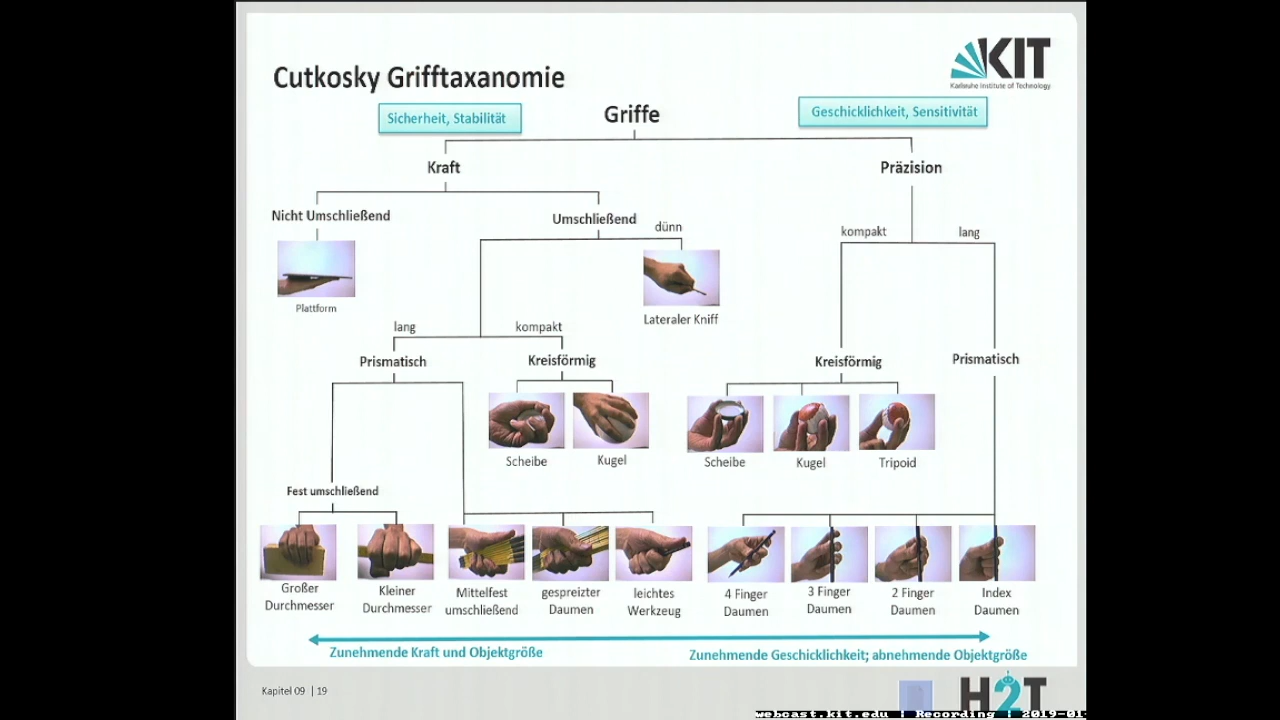 KIT
Karlsruhe Institute of Technology
Cutkosky Grifftaxanomie
Sicherheit, Stabilität
Griffe
Geschicklichkeit, Sensitivität
Kraft
Präzision
Nicht Umschließend
Umschließend
dünn
kompakt
lang
Plattform
Lateraler Kniff
lang
kompakt
Prismatisch
Kreisförmig
Kreisförmig
Prismatisch
Scheibe
Kugel
Scheibe
Kugel
Tripoid
Fest umschließend
Großer
Durchmesser
Kleiner
Durchmesser
Mittelfest
umschließend
gespreizter
Daumen
leichtes
Werkzeug
4 Finger
Daumen
3 Finger
Daumen
2 Finger
Daumen
Index
Daumen
Zunehmende Kraft und Objektgröße
Zunehmende Geschicklichkeit; abnehmende Objektgröße
Kapitel 09 | 19
H2T
webcast.kit.edu | Recording | 2019-01